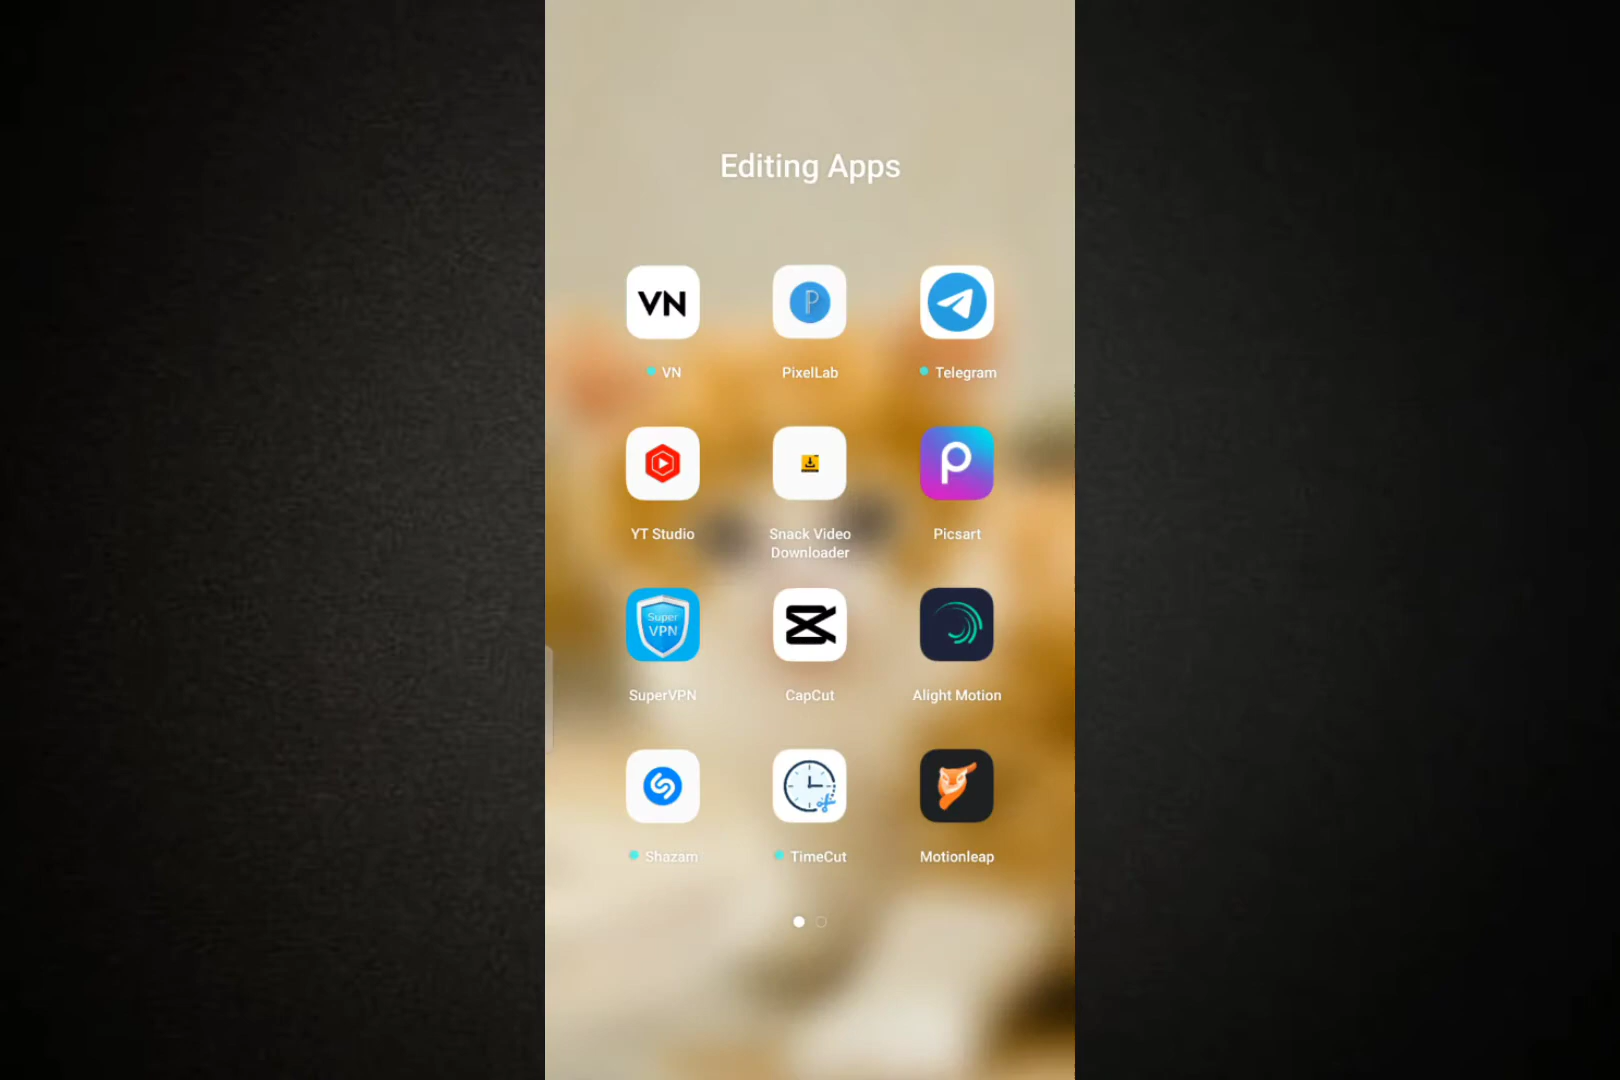 Editing Apps
VN
P
VN
PixelLab
Telegram
P
YT Studio
Snack Video
Downloader
Picsart
Super
VPN
SuperVPN
CapCut
Alight Motion
Shazam
TimeCut
Motionleap